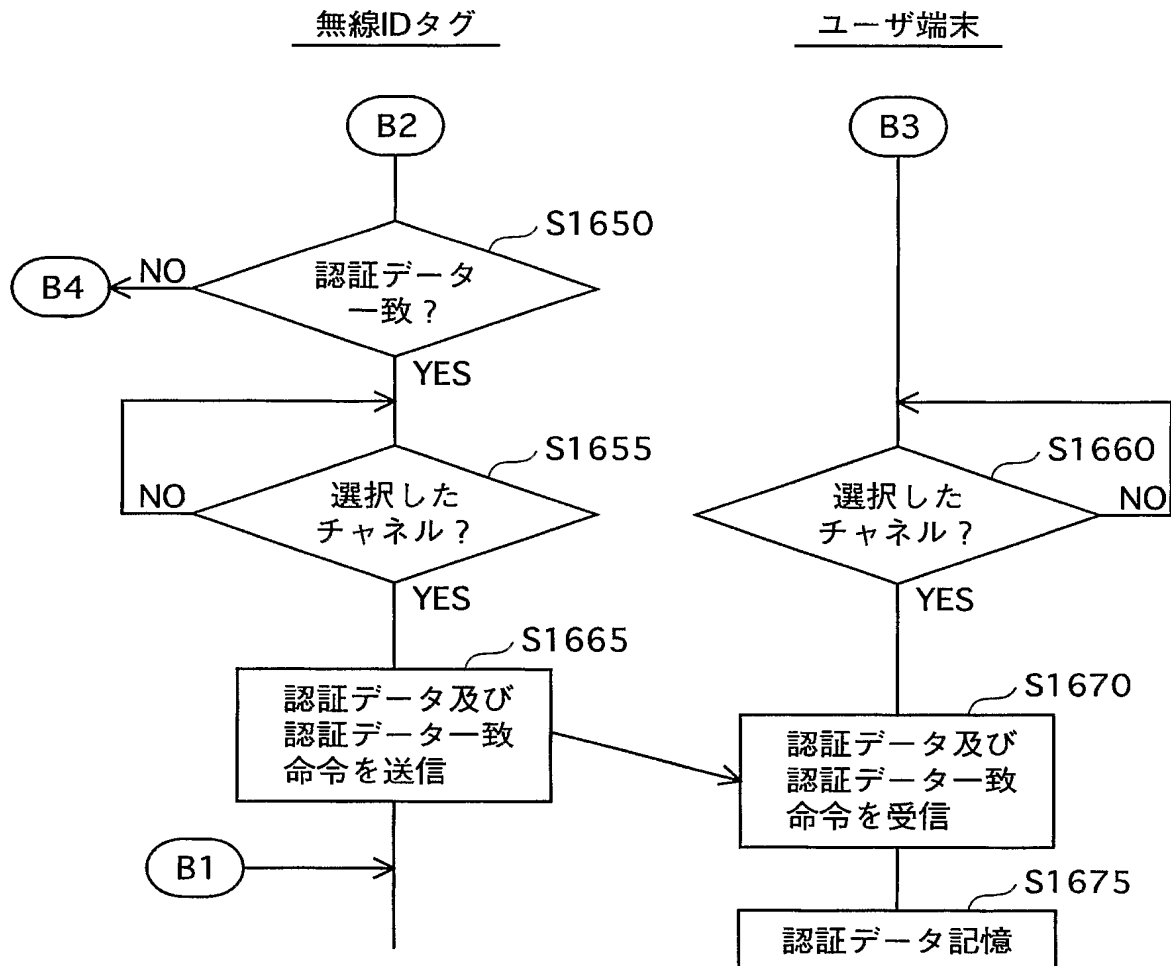 無線IDタグ
ユーザ端末
B2
B3
S1650
認証データ
一致？
NO
B4
YES
S1655
選択した
チャネル？
NO
YES
S1660
選択した
チャネル？
NO
YES
S1665
認証データ及び
認証データ一致
命令を送信
S1670
認証データ及び
認証データ一致
命令を受信
B1
S1675
認証データ記憶